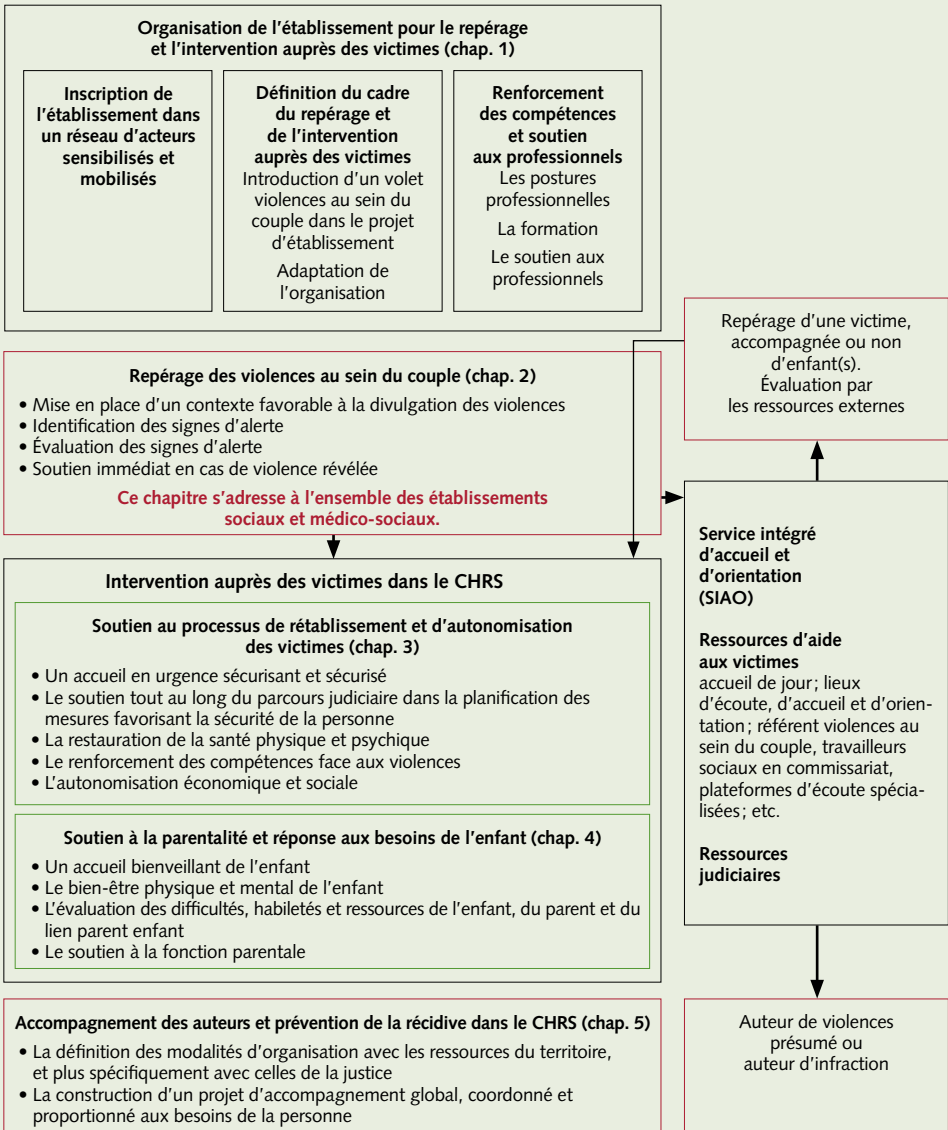 Organisation de l'établissement pour le repérage
et l'intervention auprès des victimes (chap. 1)
Inscription de
l'établissement dans
un réseau d'acteurs
sensibilisés et
mobilisés
Définition du cadre
du repérage et
de l'intervention
auprès des victimes
Introduction d'un volet
violences au sein du
couple dans le projet
d'établissement
Adaptation de
l'organisation
Renforcement
des compétences
et soutien
aux professionnels
Les postures
professionnelles
La formation
Le soutien aux
professionnels
Repérage d'une victime,
accompagnée ou non
d'enfant(s).
Évaluation par
les ressources externes
Repérage des violences au sein du couple (chap. 2)
• Mise en place d'un contexte favorable à la divulgation des violences
• Identification des signes d'alerte
• Évaluation des signes d'alerte
• Soutien immédiat en cas de violence révélée
Ce chapitre s'adresse à l'ensemble des établissements
sociaux et médico-sociaux.
Service intégré
d'accueil et
d'orientation
(SIAO)
Ressources d'aide
aux victimes
accueil de jour ; lieux
d'écoute, d'accueil et d'orien-
tation ; référent violences au
sein du couple, travailleurs
sociaux en commissariat,
plateformes d'écoute spécia-
lisées ; etc.
Ressources
judiciaires
Intervention auprès des victimes dans le CHRS
Soutien au processus de rétablissement et d'autonomisation
des victimes (chap. 3)
• Un accueil en urgence sécurisant et sécurisé
• Le soutien tout au long du parcours judiciaire dans la planification des
mesures favorisant la sécurité de la personne
• La restauration de la santé physique et psychique
• Le renforcement des compétences face aux violences
• L'autonomisation économique et sociale
Soutien à la parentalité et réponse aux besoins de l'enfant (chap. 4)
• Un accueil bienveillant de l'enfant
• Le bien-être physique et mental de l'enfant
• L'évaluation des difficultés, habiletés et ressources de l'enfant, du parent et du
lien parent enfant
• Le soutien à la fonction parentale
Accompagnement des auteurs et prévention de la récidive dans le CHRS (chap. 5)
• La définition des modalités d'organisation avec les ressources du territoire,
et plus spécifiquement avec celles de la justice
• La construction d'un projet d'accompagnement global, coordonné et
proportionné aux besoins de la personne
Auteur de violences
présumé ou
auteur d'infraction